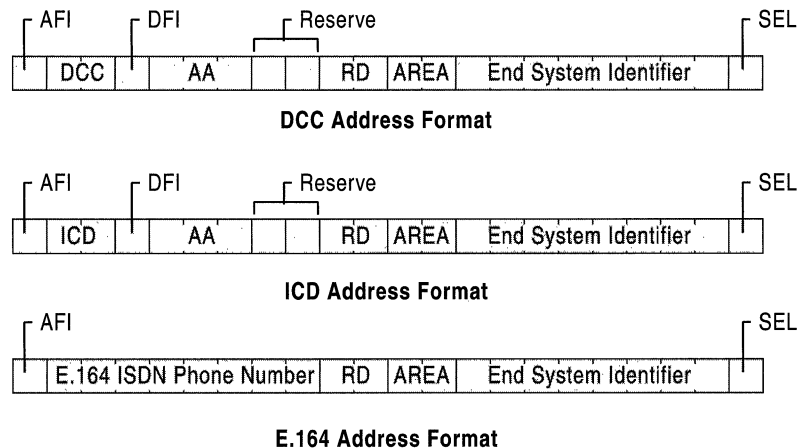 AFI DFI Reserve SEL
DCC AA RD AREA End System Identifier
DCC Address Format
AFI DFI Reserve SEL
ICD AA RD AREA End System Identifier
ICD Address Format
AFI SEL
E.164 ISDN Phone Number RD AREA End System Identifier
E.164 Address Format